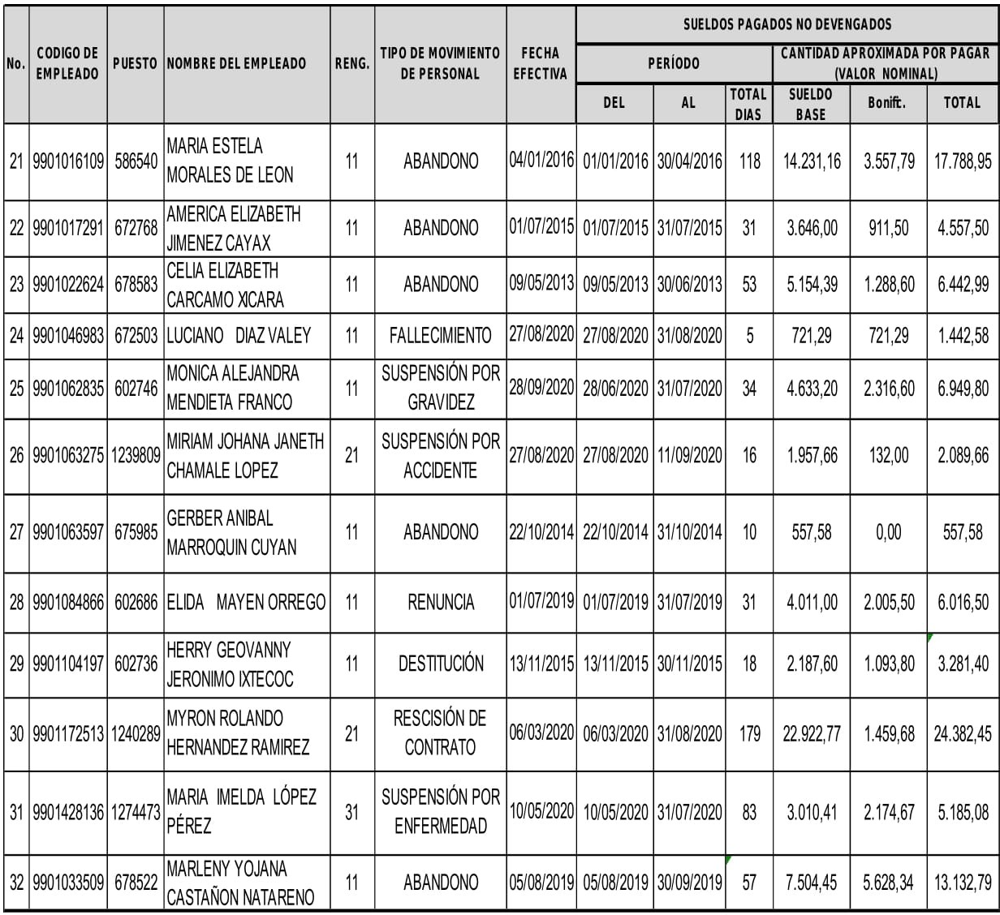 SUELDOS PAGADOS NO DEVENGADOS
No. CODIGO DE EMPLEADO PUESTO NOMBRE DEL EMPLEADO RENG. TIPO DE MOVIMIENTO DE PERSONAL FECHA EFECTIVA PERÍODO CANTIDAD APROXIMADA POR PAGAR (VALOR NOMINAL)
DEL AL TOTAL DIAS SUELDO BASE Bonifc. TOTAL
21 9901016109 586540 MARIA ESTELA MORALES DE LEON 11 ABANDONO 04/01/2016 01/01/2016 30/04/2016 118 14.231,16 3.557,79 17.788,95
22 9901017291 672768 AMERICA ELIZABETH JIMENEZ CAYAX 11 ABANDONO 01/07/2015 01/07/2015 31/07/2015 31 3.646,00 911,50 4.557,50
23 9901022624 678583 CELIA ELIZABETH CARCAMO XICARA 11 ABANDONO 09/05/2013 09/05/2013 30/06/2013 53 5.154,39 1.288,60 6.442,99
24 9901046983 672503 LUCIANO DIAZ VALEY 11 FALLECIMIENTO 27/08/2020 27/08/2020 31/08/2020 5 721,29 721,29 1.442,58
25 9901062835 602746 MONICA ALEJANDRA MENDIETA FRANCO 11 SUSPENSIÓN POR GRAVIDEZ 28/09/2020 28/06/2020 31/07/2020 34 4.633,20 2.316,60 6.949,80
26 9901063275 1239809 MIRIAM JOHANA JANETH CHAMALE LOPEZ 21 SUSPENSIÓN POR ACCIDENTE 27/08/2020 27/08/2020 11/09/2020 16 1.957,66 132,00 2.089,66
27 9901063597 675985 GERBER ANIBAL MARROQUIN CUYAN 11 ABANDONO 22/10/2014 22/10/2014 31/10/2014 10 557,58 0,00 557,58
28 9901084866 602686 ELIDA MAYEN ORREGO 11 RENUNCIA 01/07/2019 01/07/2019 31/07/2019 31 4.011,00 2.005,50 6.016,50
29 9901104197 602736 HERRY GEOVANNY JERONIMO IXTECOC 11 DESTITUCIÓN 13/11/2015 13/11/2015 30/11/2015 18 2.187,60 1.093,80 3.281,40
30 9901172513 1240289 MYRON ROLANDO HERNANDEZ RAMIREZ 21 RESCISIÓN DE CONTRATO 06/03/2020 06/03/2020 31/08/2020 179 22.922,77 1.459,68 24.382,45
31 9901428136 1274473 MARIA IMELDA LÓPEZ PÉREZ 31 SUSPENSIÓN POR ENFERMEDAD 10/05/2020 10/05/2020 31/07/2020 83 3.010,41 2.174,67 5.185,08
32 9901033509 678522 MARLENY YOJANA CASTAÑON NATARENO 11 ABANDONO 05/08/2019 05/08/2019 30/09/2019 57 7.504,45 5.628,34 13.132,79